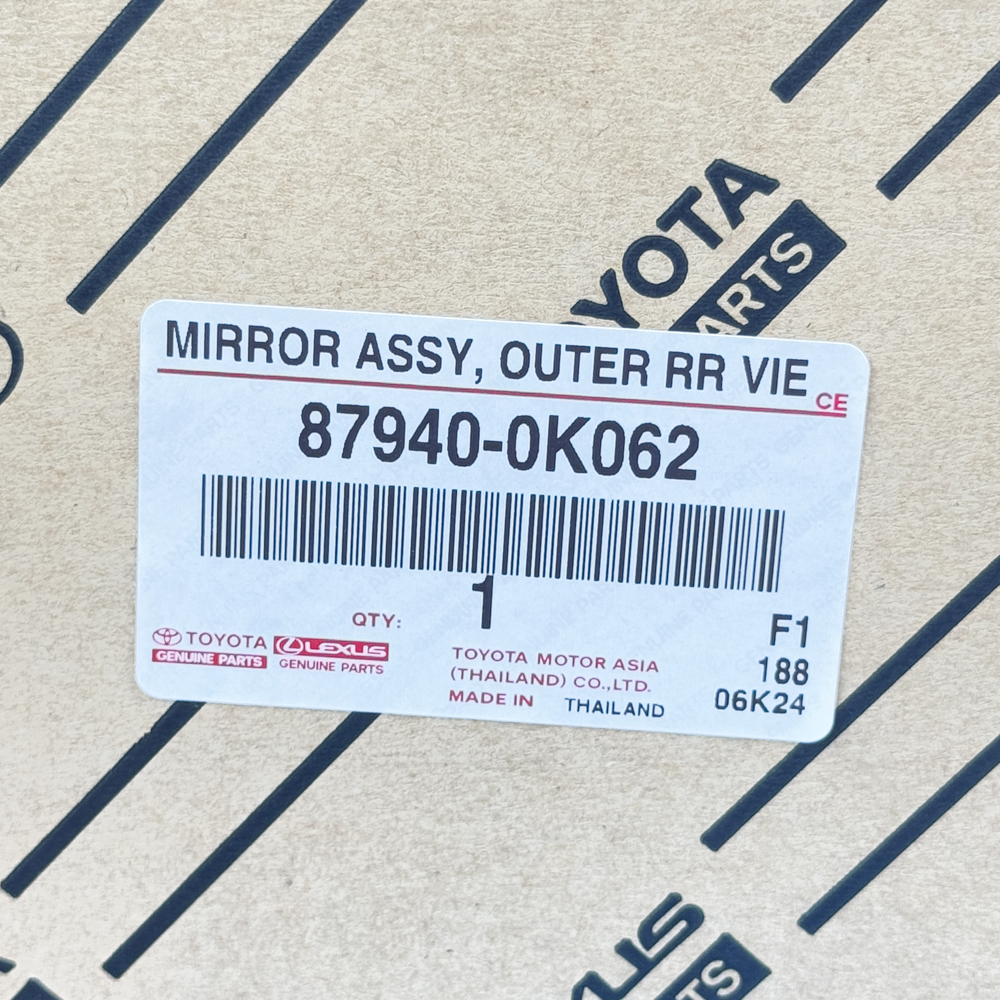 TOYOTA
PARTS
MIRROR ASSY, OUTER RR VIE
CE
87940-0K062
QTY: 1
TOYOTA
GENUINE PARTS
LEXUS
GENUINE PARTS
TOYOTA MOTOR ASIA
(THAILAND) CO.,LTD.
MADE IN THAILAND
F1
188
06K24